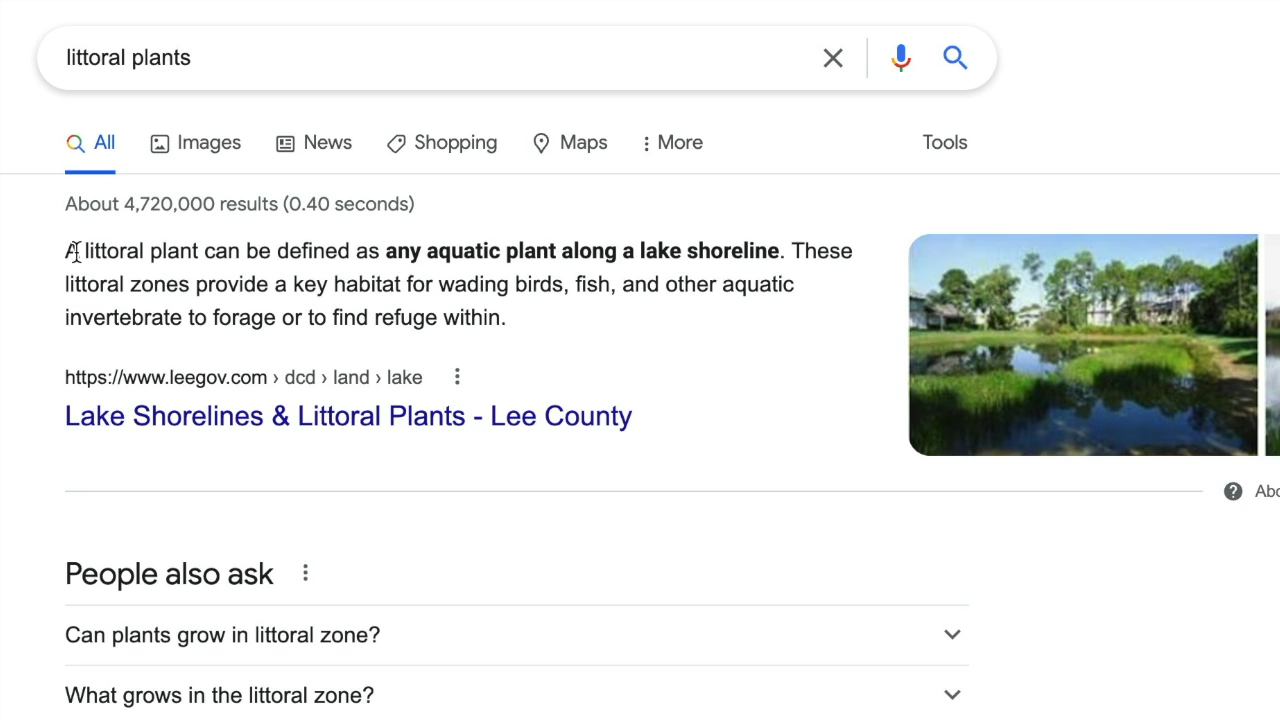 littoral plants
All Images News Shopping Maps More Tools
About 4,720,000 results (0.40 seconds)
A littoral plant can be defined as any aquatic plant along a lake shoreline. These
littoral zones provide a key habitat for wading birds, fish, and other aquatic
invertebrate to forage or to find refuge within.
https://www.leegov.com › dcd › land › lake
Lake Shorelines & Littoral Plants - Lee County
People also ask
Can plants grow in littoral zone?
What grows in the littoral zone?